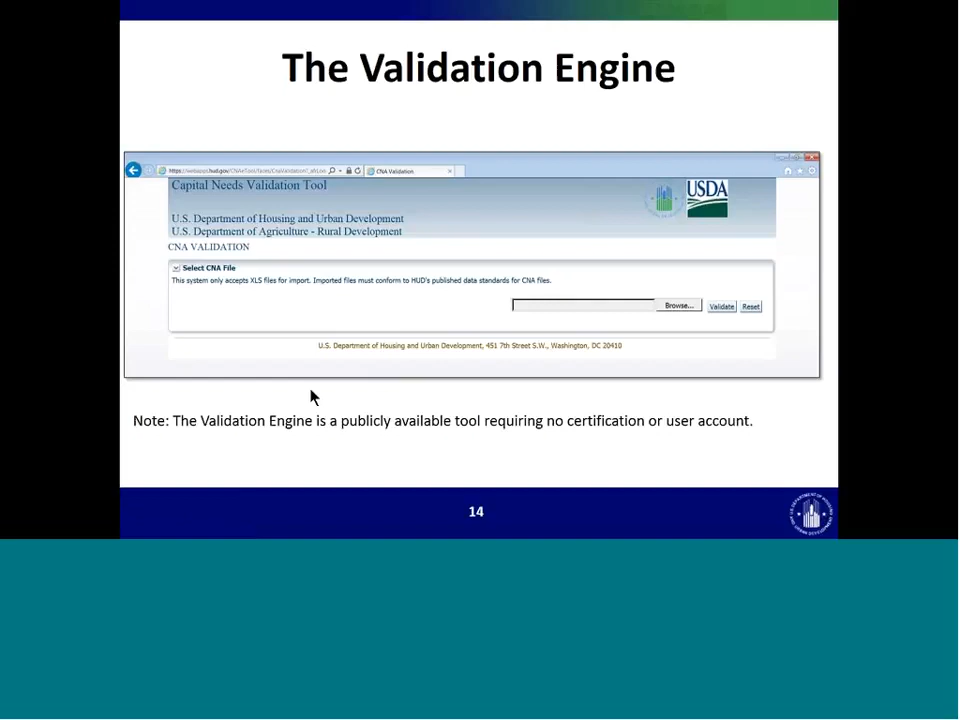 The Validation Engine
CNA Validation
Capital Needs Validation Tool
USDA
U.S. Department of Housing and Urban Development
U.S. Department of Agriculture - Rural Development
CNA VALIDATION
Select CNA File
This system only accepts XLS files for import. Imported files must conform to HUD's published data standards for CNA files.
Browse... Validate Reset
U.S. Department of Housing and Urban Development, 451 7th Street S.W., Washington, DC 20410
Note: The Validation Engine is a publicly available tool requiring no certification or user account.
14